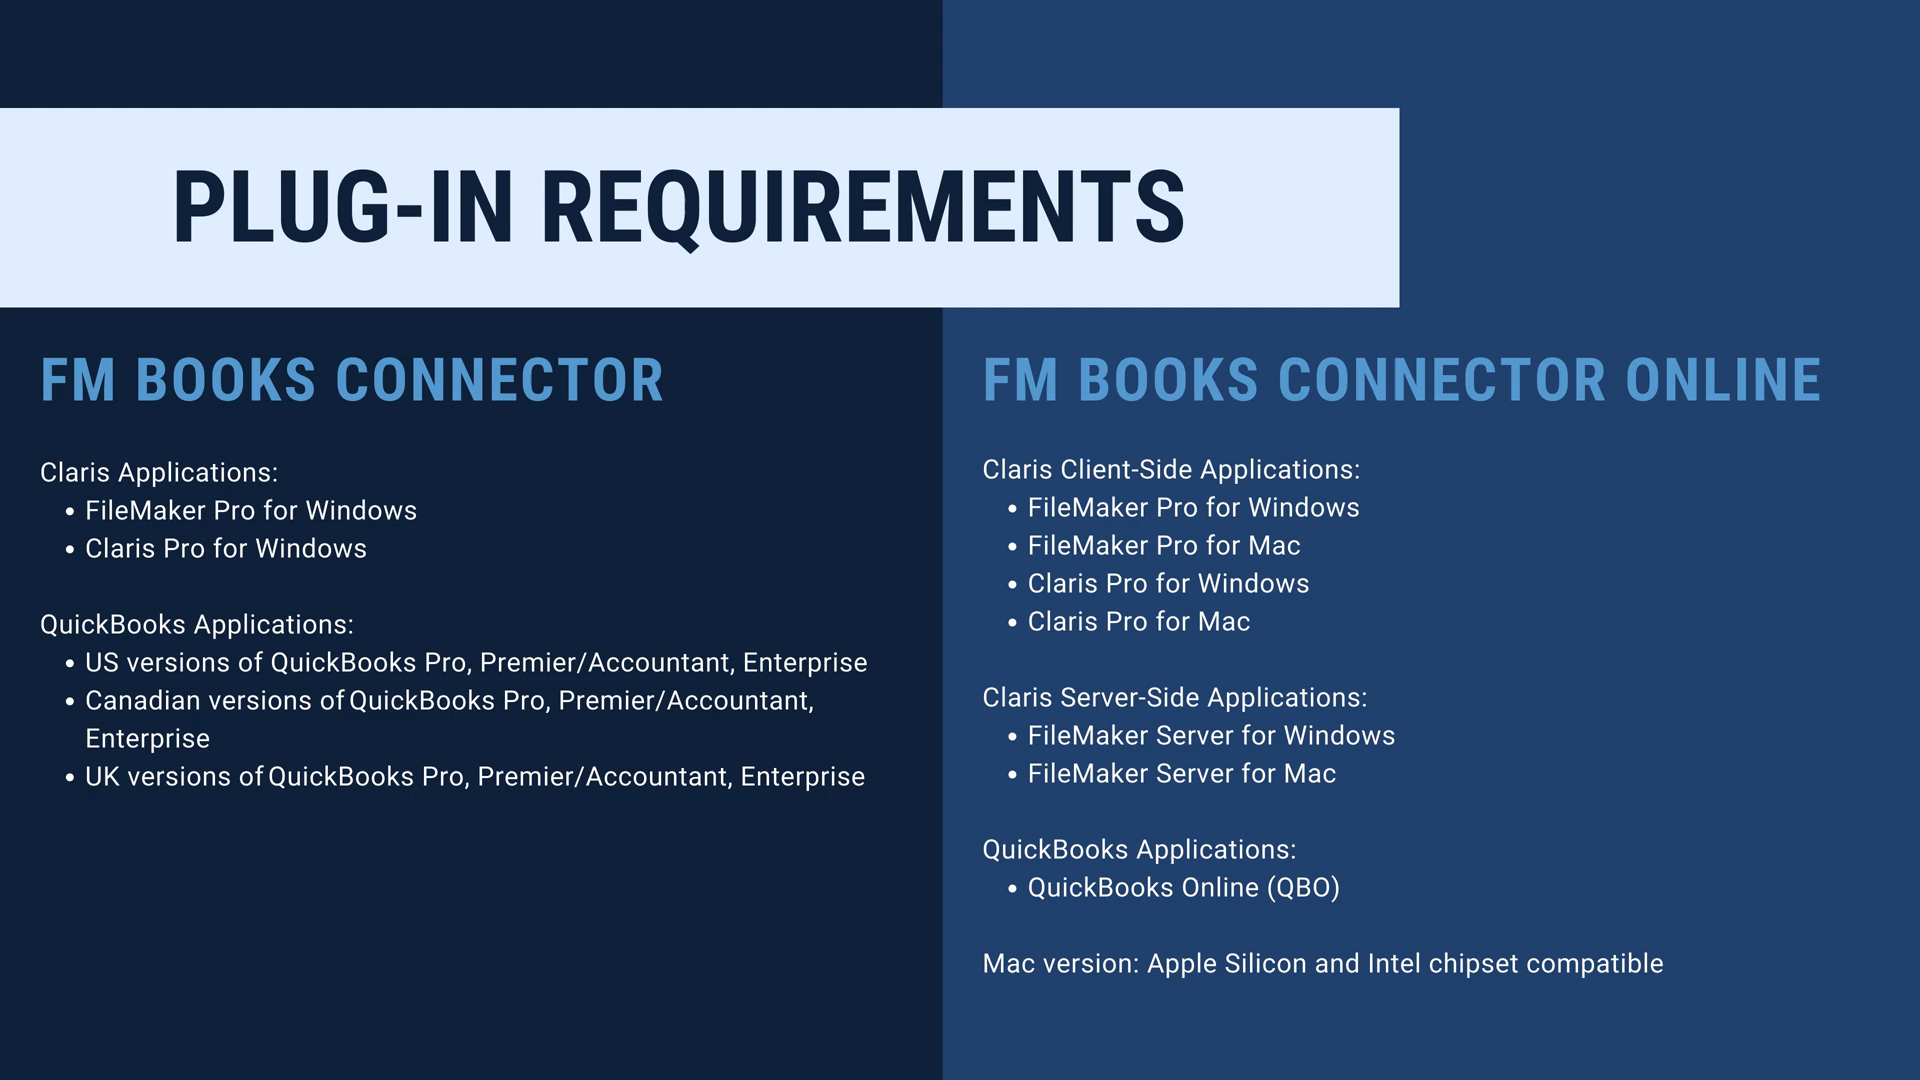 PLUG-IN REQUIREMENTS
FM BOOKS CONNECTOR
Claris Applications:
• FileMaker Pro for Windows
• Claris Pro for Windows
QuickBooks Applications:
• US versions of QuickBooks Pro, Premier/Accountant, Enterprise
• Canadian versions of QuickBooks Pro, Premier/Accountant,
Enterprise
• UK versions of QuickBooks Pro, Premier/Accountant, Enterprise
FM BOOKS CONNECTOR ONLINE
Claris Client-Side Applications:
• FileMaker Pro for Windows
• FileMaker Pro for Mac
• Claris Pro for Windows
• Claris Pro for Mac
Claris Server-Side Applications:
• FileMaker Server for Windows
• FileMaker Server for Mac
QuickBooks Applications:
• QuickBooks Online (QBO)
Mac version: Apple Silicon and Intel chipset compatible